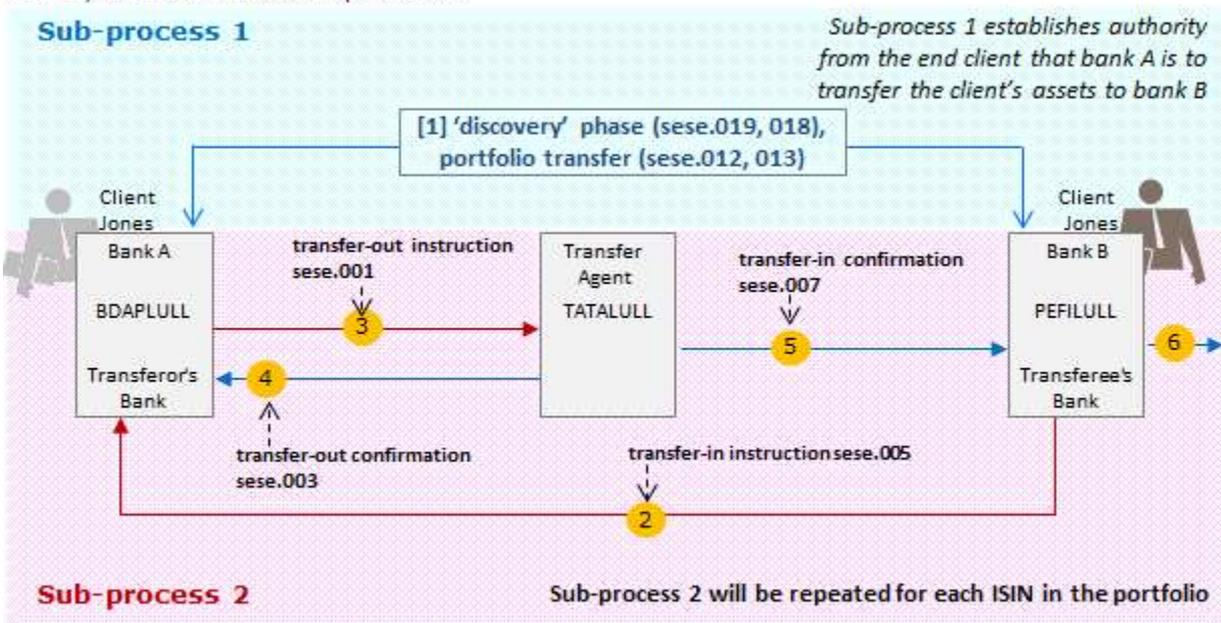 Sub-process 1
Sub-process 1 establishes authority
from the end client that bank A is to
transfer the client's assets to bank B
[1] 'discovery' phase (sese.019, 018),
portfolio transfer (sese.012, 013)
Client
Jones
Client
Jones
Bank A
BDAPLULL
Transferor's
Bank
transfer-out instruction
sese.001
3
Transfer
Agent
TATALULL
transfer-in confirmation
sese.007
5
Bank B
PEFILULL
Transferee's
Bank
6
4
transfer-out confirmation
sese.003
transfer-in instruction sese.005
2
Sub-process 2
Sub-process 2 will be repeated for each ISIN in the portfolio